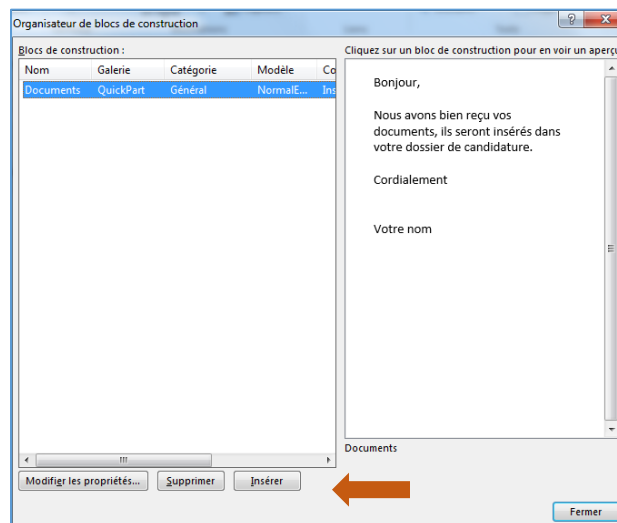 Organisateur de blocs de construction
Blocs de construction :
Nom Galerie Catégorie Modèle Co
Documents QuickPart Général NormalE... Ins
Cliquez sur un bloc de construction pour en voir un aperçu
Bonjour,
Nous avons bien reçu vos
documents, ils seront insérés dans
votre dossier de candidature.
Cordialement
Votre nom
Documents
Modifier les propriétés... Supprimer Insérer
Fermer